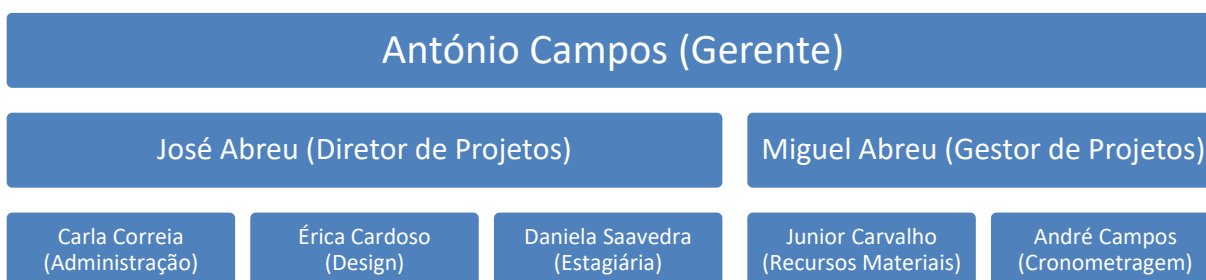 António Campos (Gerente)
José Abreu (Diretor de Projetos)
Miguel Abreu (Gestor de Projetos)
Carla Correia
(Administração)
Érica Cardoso
(Design)
Daniela Saavedra
(Estagiária)
Junior Carvalho
(Recursos Materiais)
André Campos
(Cronometragem)